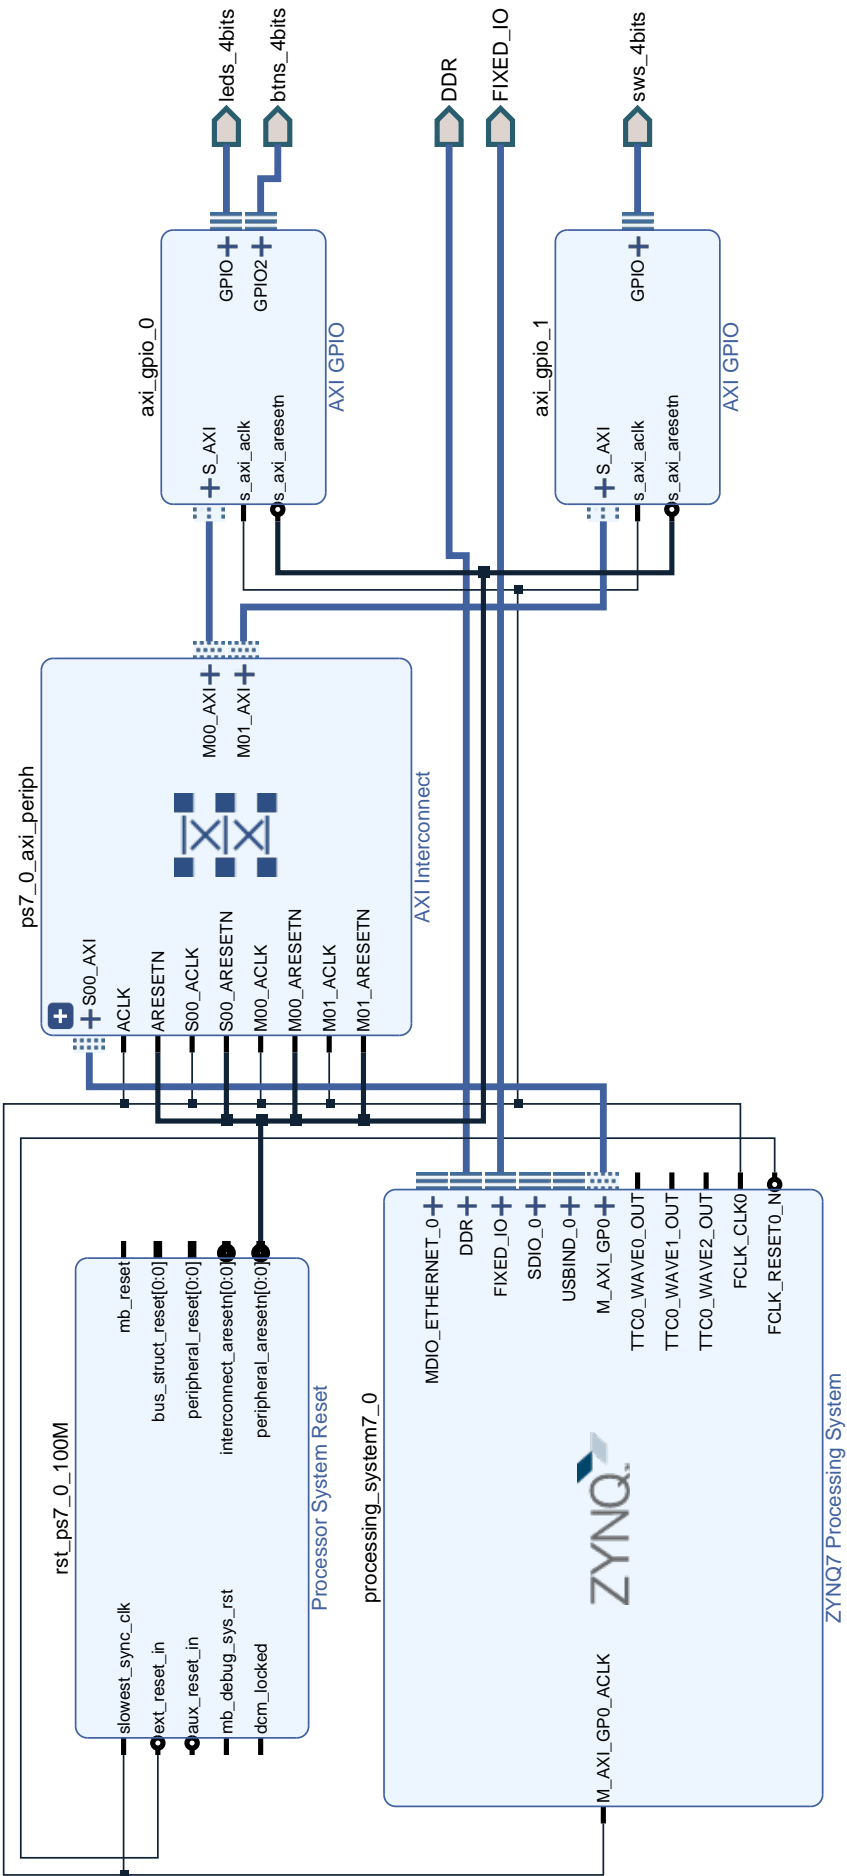 rst_ps7_0_100M
slowest_sync_clk
ext_reset_in
aux_reset_in
mb_debug_sys_rst
dcm_locked
mb_reset
bus_struct_reset[0:0]
peripheral_reset[0:0]
interconnect_aresetn[0:0]
peripheral_aresetn[0:0]
Processor System Reset
processing_system7_0
M_AXI_GP0_ACLK
ZYNQ
MDIO_ETHERNET_0
DDR
FIXED_IO
SDIO_0
USBIND_0
M_AXI_GP0
TTC0_WAVE0_OUT
TTC0_WAVE1_OUT
TTC0_WAVE2_OUT
FCLK_CLK0
FCLK_RESET0_N
ZYNQ7 Processing System
ps7_0_axi_periph
S00_AXI
ACLK
ARESETN
S00_ACLK
S00_ARESETN
M00_ACLK
M00_ARESETN
M01_ACLK
M01_ARESETN
M00_AXI
M01_AXI
AXI Interconnect
axi_gpio_0
S_AXI
s_axi_aclk
s_axi_aresetn
GPIO
GPIO2
AXI GPIO
axi_gpio_1
S_AXI
s_axi_aclk
s_axi_aresetn
GPIO
AXI GPIO
leds_4bits
btns_4bits
DDR
FIXED_IO
sws_4bits